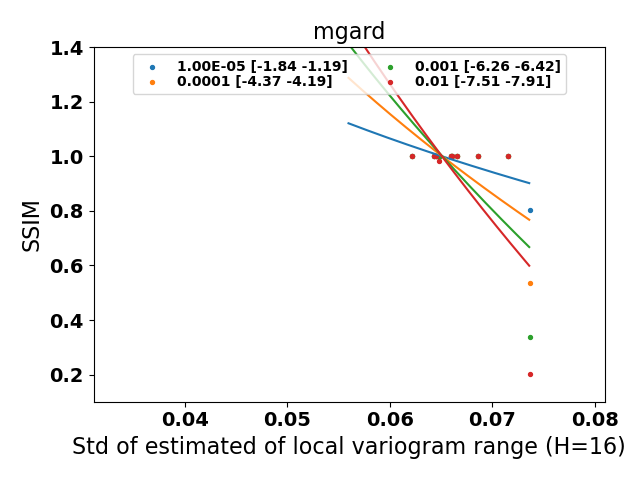 mgard
1.4
1.2
1.0
0.8
0.6
0.4
0.2
SSIM
1.00E-05 [-1.84 -1.19]
0.0001 [-4.37 -4.19]
0.001 [-6.26 -6.42]
0.01 [-7.51 -7.91]
0.04 0.05 0.06 0.07 0.08
Std of estimated of local variogram range (H=16)